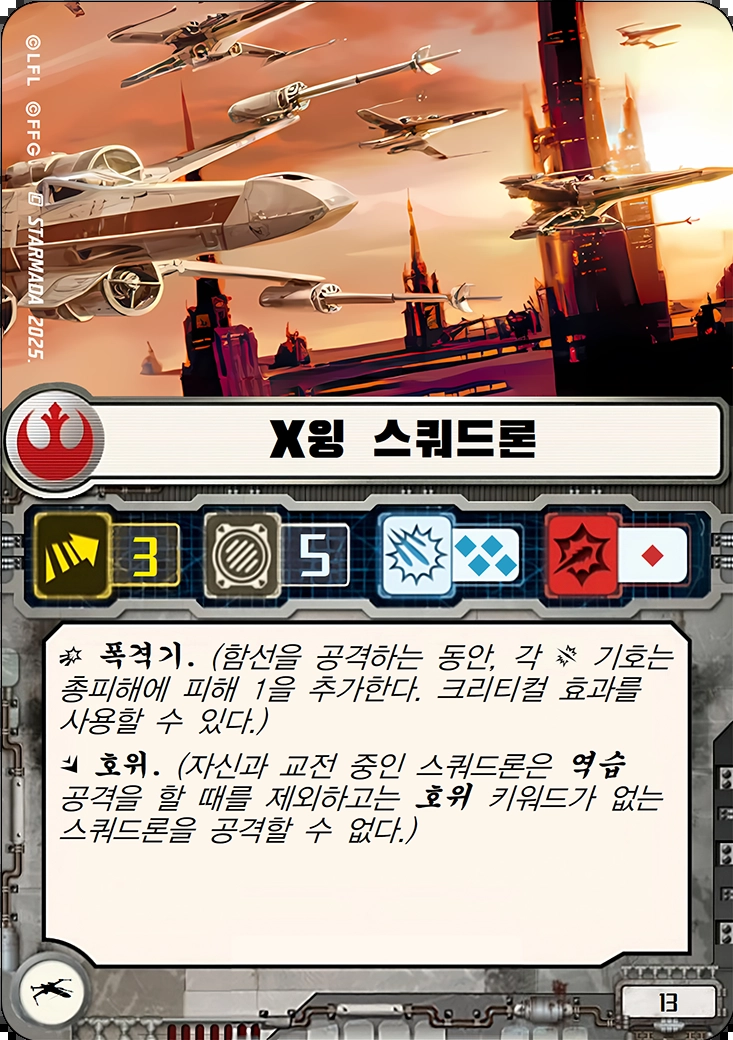 ©LFL ©FFG © STARMADA 2025.
X윙 스쿼드론
3
5
13
폭격기. (함선을 공격하는 동안, 각 기호는
총피해에 피해 1을 추가한다. 크리티컬 효과를
사용할 수 있다.)
호위. (자신과 교전 중인 스쿼드론은 역습
공격을 할 때를 제외하고는 호위 키워드가 없는
스쿼드론을 공격할 수 없다.)